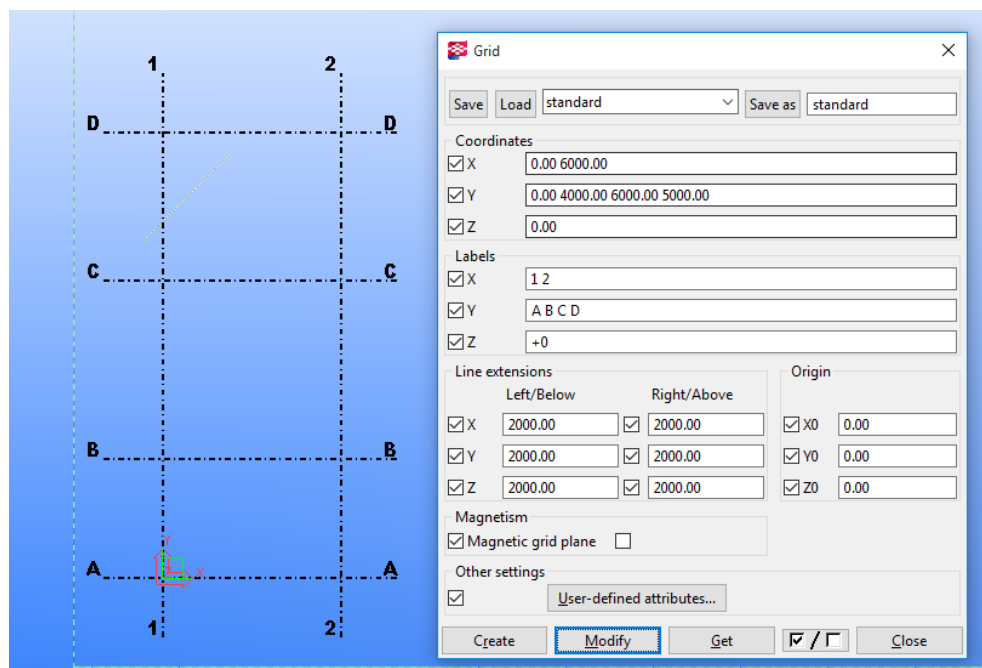 1 2
D D
C C
B B
Y
X
A A
1 2
Grid
Save Load standard Save as standard
Coordinates
X 0.00 6000.00
Y 0.00 4000.00 6000.00 5000.00
Z 0.00
Labels
X 1 2
Y A B C D
Z +0
Line extensions Origin
Left/Below Right/Above
X 2000.00 2000.00 X0 0.00
Y 2000.00 2000.00 Y0 0.00
Z 2000.00 2000.00 Z0 0.00
Magnetism
Magnetic grid plane
Other settings
User-defined attributes...
Create Modify Get / Close